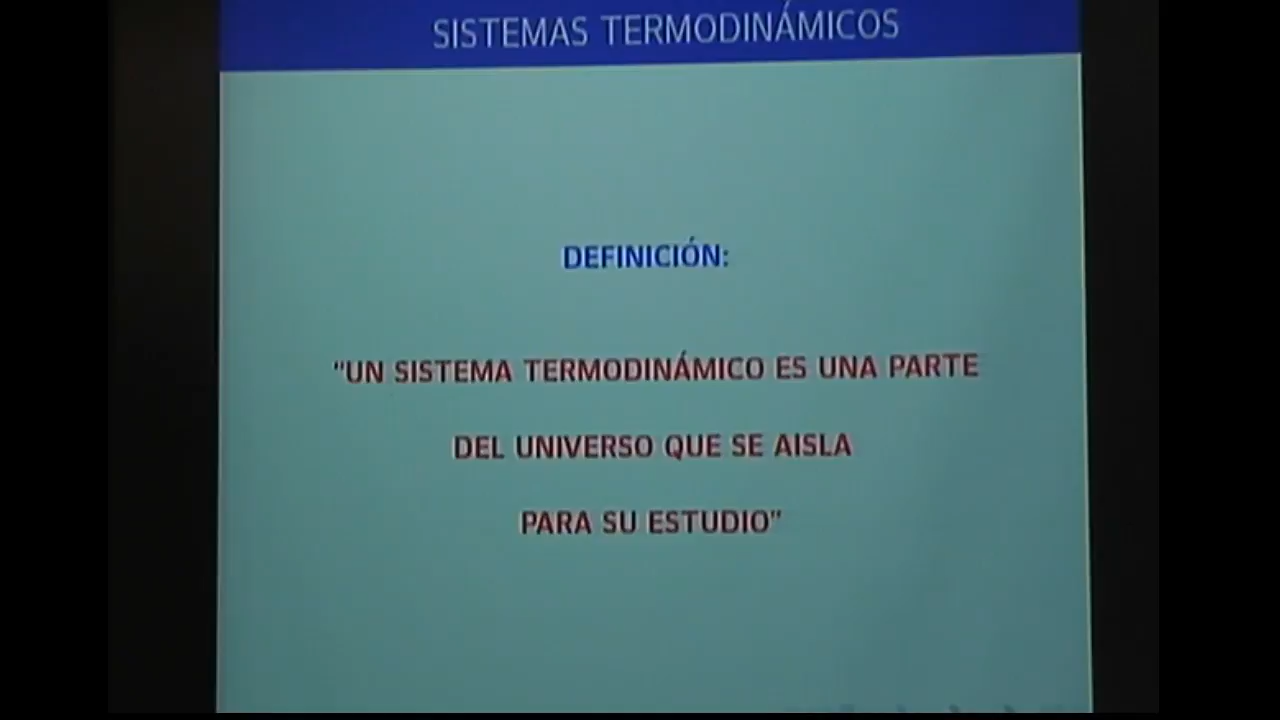 SISTEMAS TERMODINÁMICOS
DEFINICIÓN:
"UN SISTEMA TERMODINÁMICO ES UNA PARTE
DEL UNIVERSO QUE SE AISLA
PARA SU ESTUDIO"